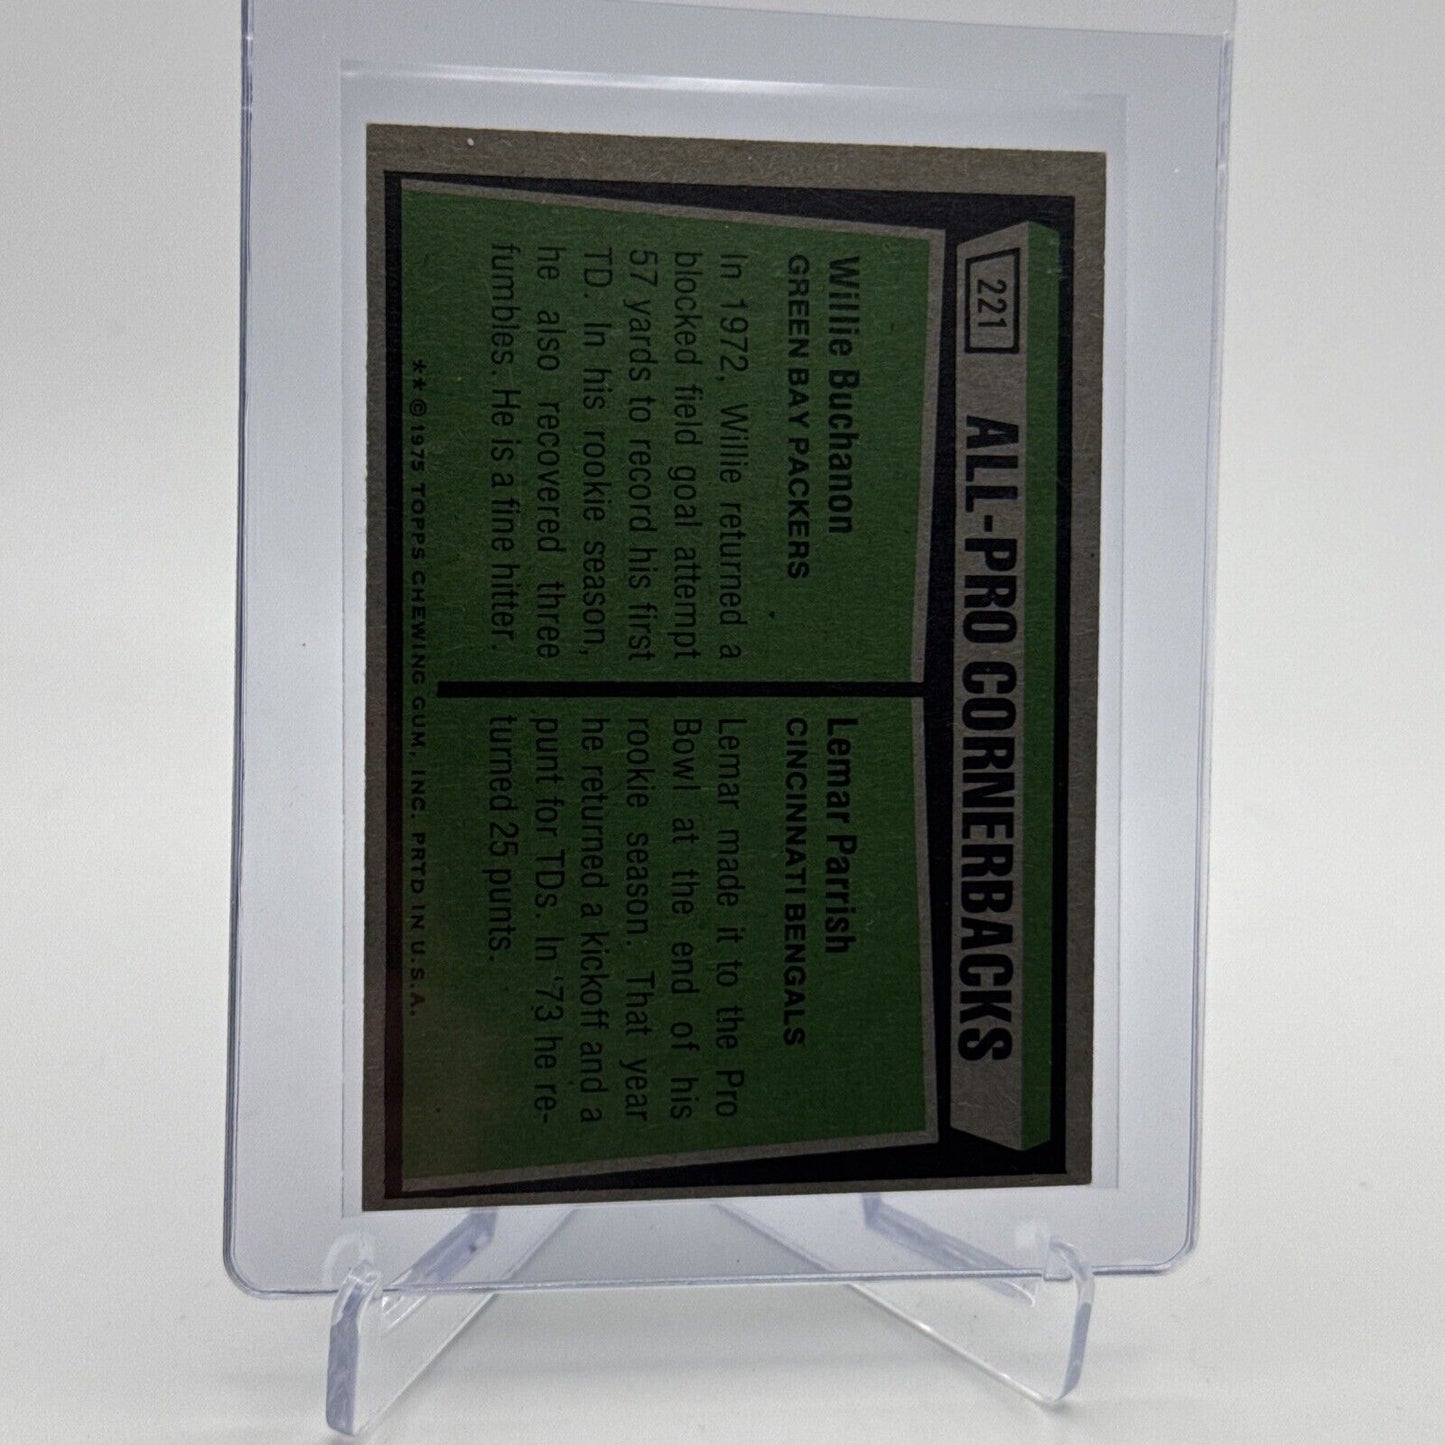 221
ALL-PRO CORNERBACKS
Willie Buchanon
GREEN BAY PACKERS
In 1972, Willie returned a
blocked field goal attempt
57 yards to record his first
TD. In his rookie season,
he also recovered three
fumbles. He is a fine hitter.
Lemar Parrish
CINCINNATI BENGALS
Lemar made it to the Pro
Bowl at the end of his
rookie season. That year
he returned a kickoff and a
punt for TDs. In '73 he re-
turned 25 punts.
**©1975 TOPPS CHEWING GUM, INC. PRTD IN U.S.A.